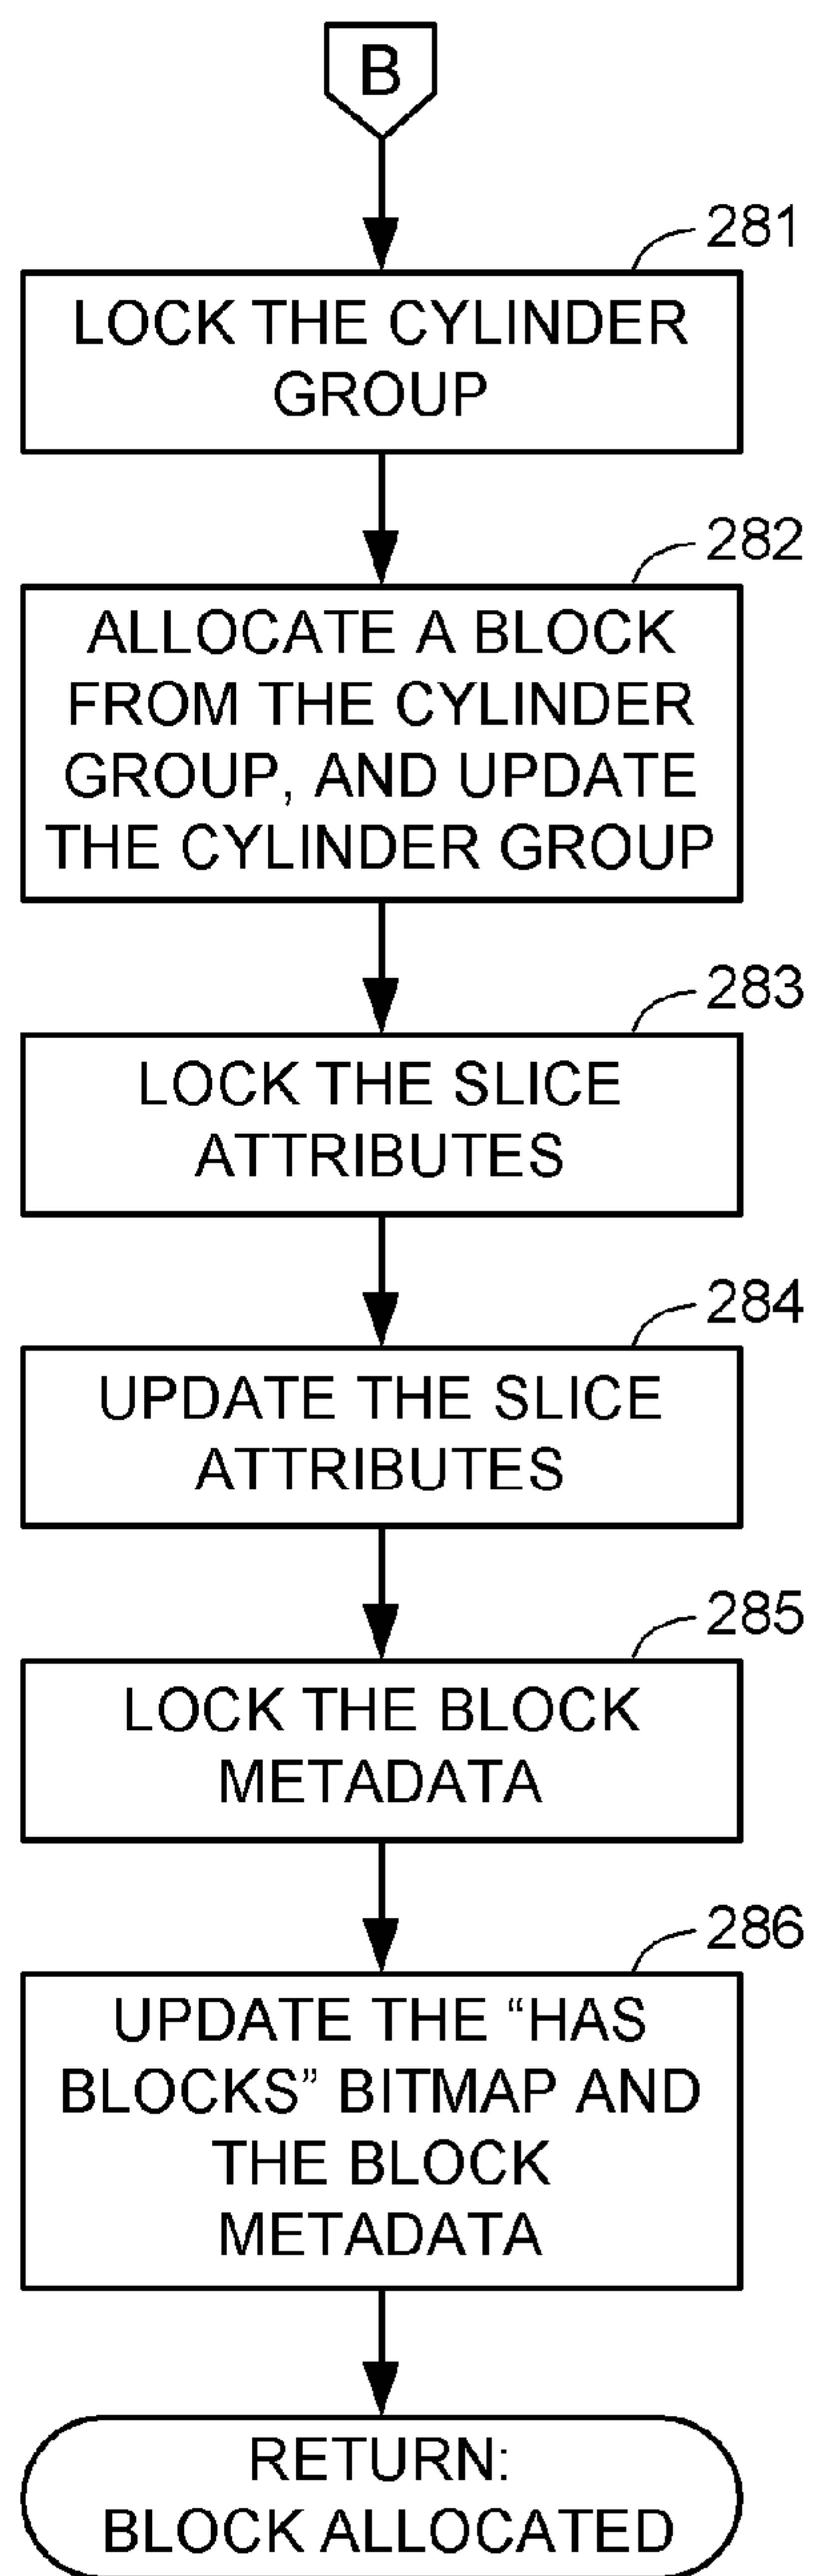 B
281
LOCK THE CYLINDER
GROUP
282
ALLOCATE A BLOCK
FROM THE CYLINDER
GROUP, AND UPDATE
THE CYLINDER GROUP
283
LOCK THE SLICE
ATTRIBUTES
284
UPDATE THE SLICE
ATTRIBUTES
285
LOCK THE BLOCK
METADATA
286
UPDATE THE “HAS
BLOCKS” BITMAP AND
THE BLOCK
METADATA
RETURN:
BLOCK ALLOCATED